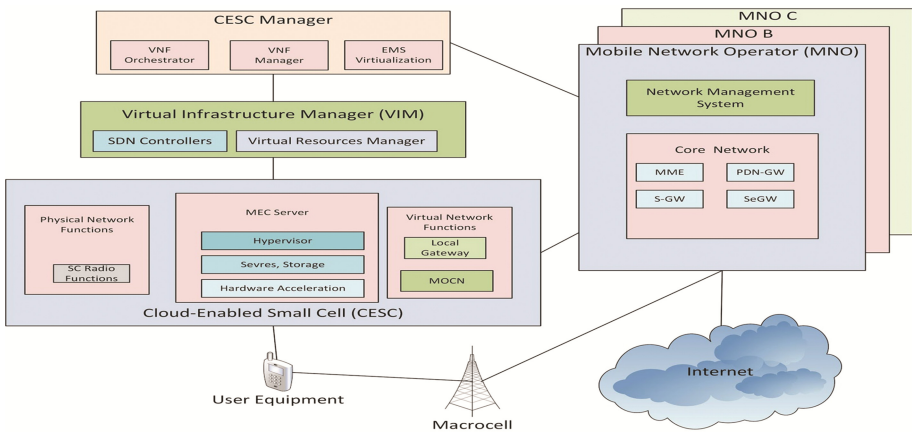 CESC Manager
VNF
Orchestrator
VNF
Manager
EMS
Virtiualization
MNO C
MNO B
Mobile Network Operator (MNO)
Network Management
System
Core Network
MME
PDN-GW
S-GW
SeGW
Virtual Infrastructure Manager (VIM)
SDN Controllers
Virtual Resources Manager
Physical Network
Functions
SC Radio
Functions
MEC Server
Hypervisor
Sevres, Storage
Hardware Acceleration
Virtual Network
Functions
Local
Gateway
MOCN
Cloud-Enabled Small Cell (CESC)
User Equipment
Macrocell
Internet